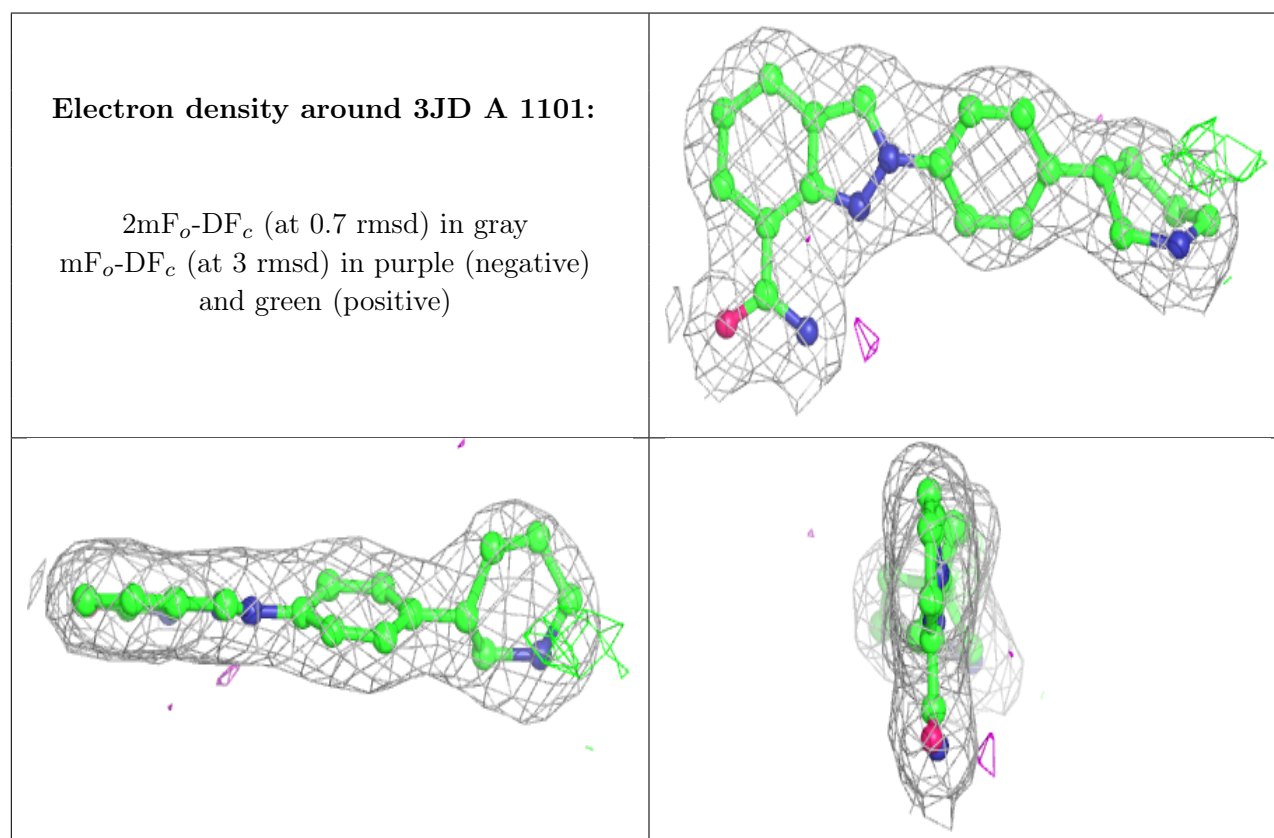 Electron density around 3JD A 1101:
2mFₒ-DF𝒸 (at 0.7 rmsd) in gray
mFₒ-DF𝒸 (at 3 rmsd) in purple (negative)
and green (positive)